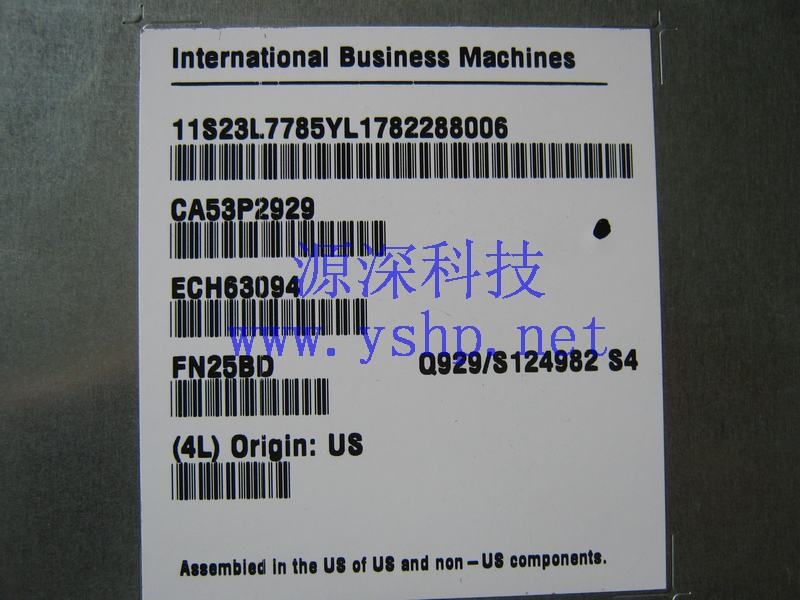 International Business Machines
11S23L7785YL1782288006
CA53P2929
源深科技
ECH63094
www.yshp.net
FN25BD Q929/S124982 S4
(4L) Origin: US
Assembled in the US of US and non-US components.